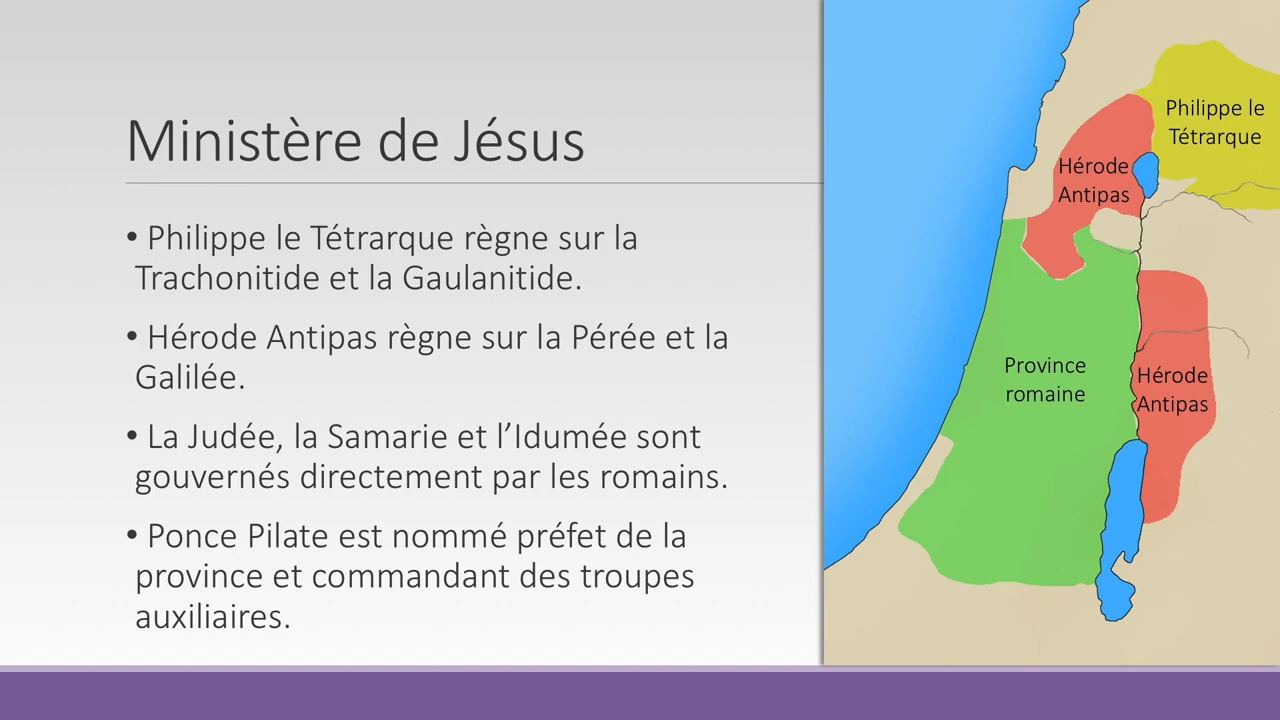 Ministère de Jésus
• Philippe le Tétrarque règne sur la
Trachonitide et la Gaulanitide.
• Hérode Antipas règne sur la Pérée et la
Galilée.
• La Judée, la Samarie et l’Idumée sont
gouvernés directement par les romains.
• Ponce Pilate est nommé préfet de la
province et commandant des troupes
auxiliaires.
Philippe le
Tétrarque
Hérode
Antipas
Province
romaine
Hérode
Antipas